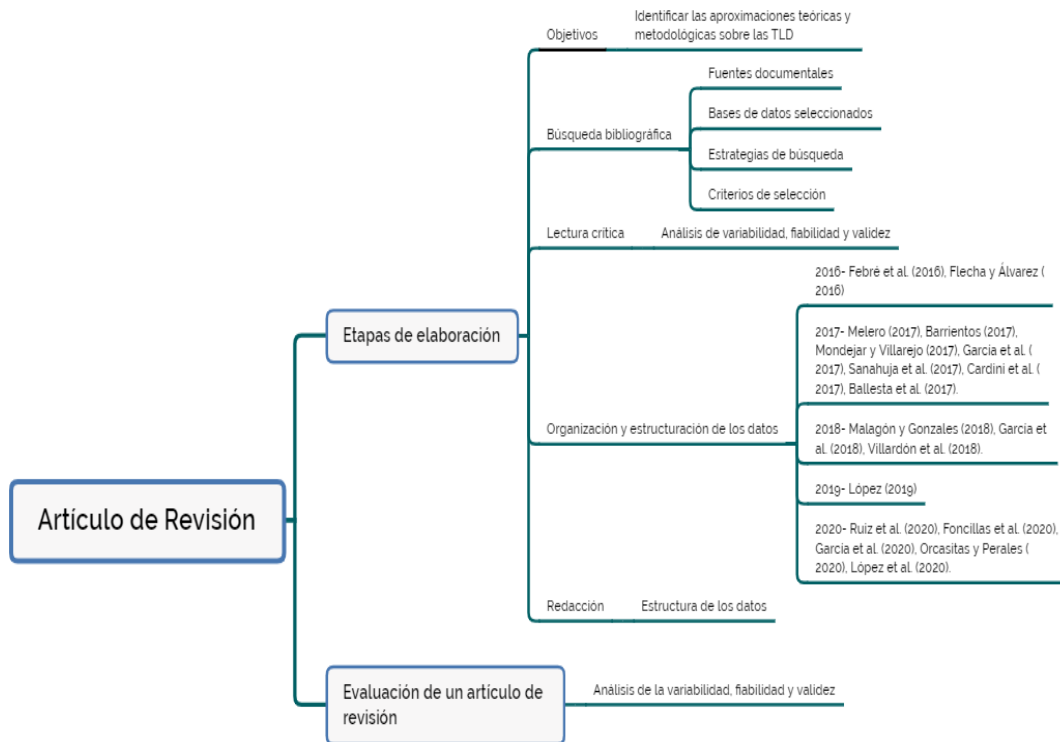 Artículo de Revisión
Etapas de elaboración
Objetivos
Identificar las aproximaciones teóricas y
metodológicas sobre las TLD
Búsqueda bibliográfica
Fuentes documentales
Bases de datos seleccionados
Estrategias de búsqueda
Criterios de selección
Lectura crítica
Análisis de variabilidad, fiabilidad y validez
Organización y estructuración de los datos
2016- Febré et al. (2016), Flecha y Álvarez (
2016)
2017- Melero (2017), Barrientos (2017),
Mondejar y Villarejo (2017), García et al. (
2017), Sanahuja et al. (2017), Cardini et al. (
2017), Ballesta et al. (2017).
2018- Malagón y Gonzales (2018), García et
al. (2018), Villardón et al. (2018).
2019- López (2019)
2020- Ruiz et al. (2020), Foncillas et al. (2020),
García et al. (2020), Orcasitas y Perales (
2020), López et al. (2020).
Redacción
Estructura de los datos
Evaluación de un artículo de
revisión
Análisis de la variabilidad, fiabilidad y validez